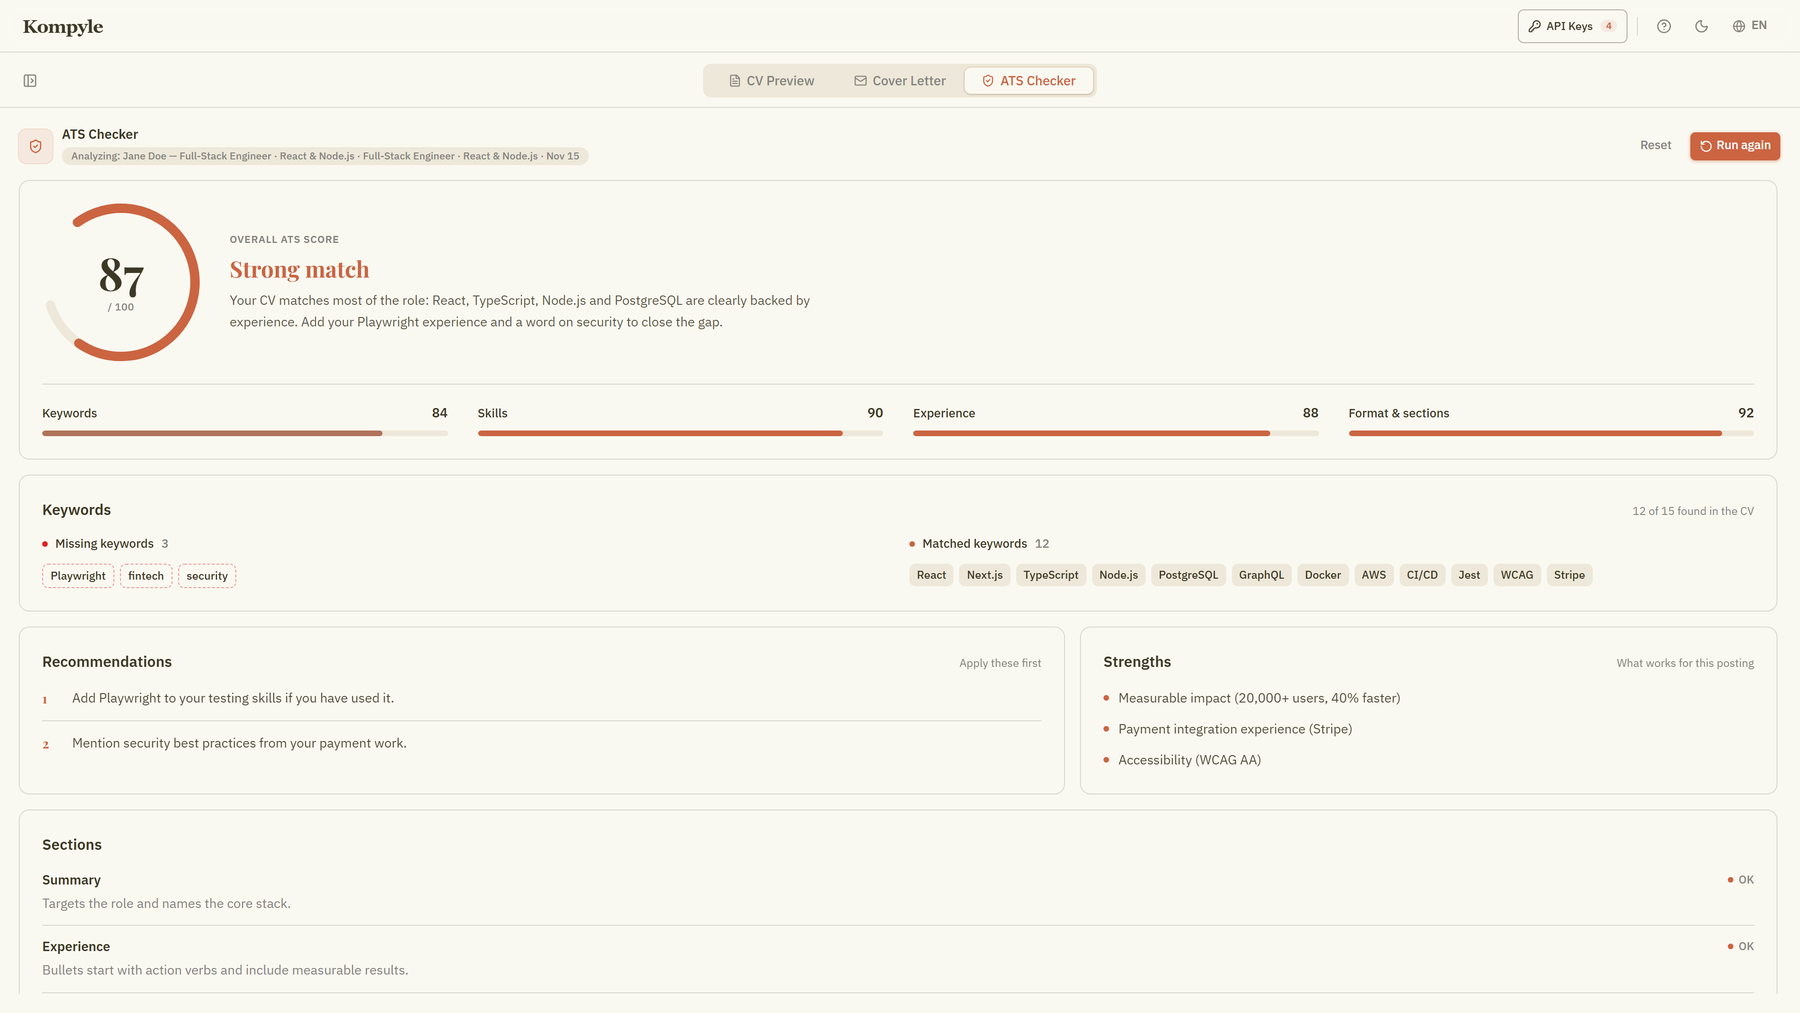 Kompyle
API Keys 4
EN
CV Preview
Cover Letter
ATS Checker
ATS Checker
Analyzing: Jane Doe — Full-Stack Engineer · React & Node.js · Full-Stack Engineer · React & Node.js · Nov 15
Reset
Run again
87
/ 100
OVERALL ATS SCORE
Strong match
Your CV matches most of the role: React, TypeScript, Node.js and PostgreSQL are clearly backed by
experience. Add your Playwright experience and a word on security to close the gap.
Keywords 84
Skills 90
Experience 88
Format & sections 92
Keywords
12 of 15 found in the CV
Missing keywords 3
Playwright fintech security
Matched keywords 12
React Next.js TypeScript Node.js PostgreSQL GraphQL Docker AWS CI/CD Jest WCAG Stripe
Recommendations
Apply these first
1 Add Playwright to your testing skills if you have used it.
2 Mention security best practices from your payment work.
Strengths
What works for this posting
Measurable impact (20,000+ users, 40% faster)
Payment integration experience (Stripe)
Accessibility (WCAG AA)
Sections
Summary
OK
Targets the role and names the core stack.
Experience
OK
Bullets start with action verbs and include measurable results.